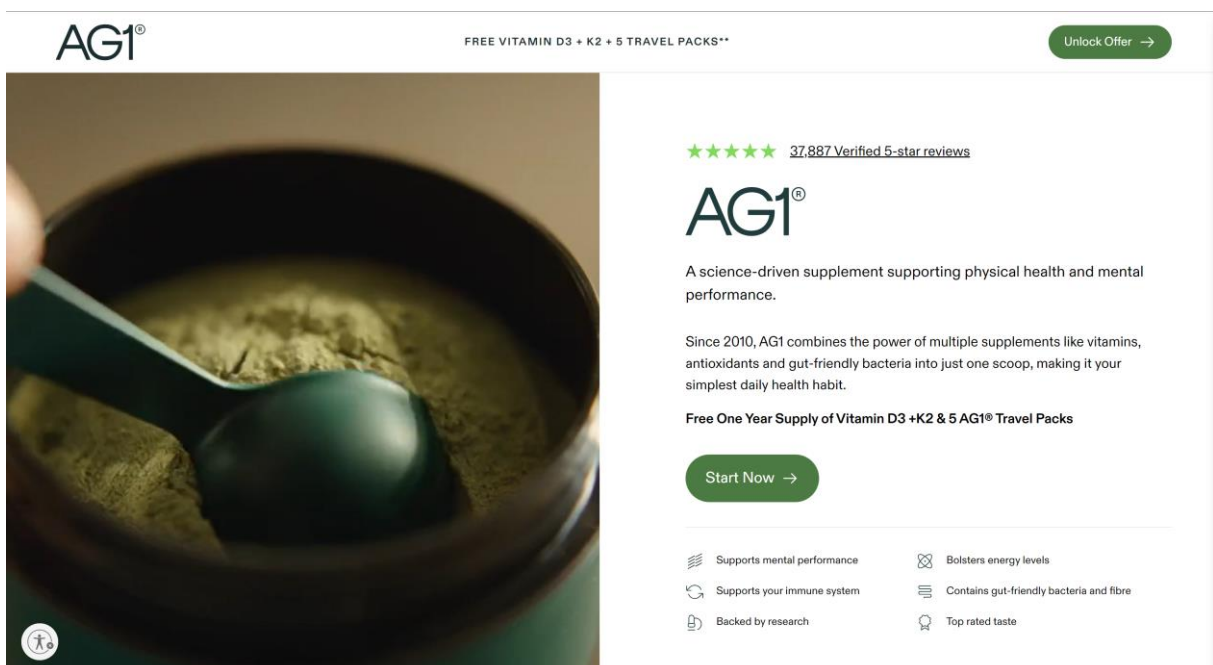 AG1®
FREE VITAMIN D3 + K2 + 5 TRAVEL PACKS**
Unlock Offer →
★★★★★ 37,887 Verified 5-star reviews
AG1®
A science-driven supplement supporting physical health and mental
performance.
Since 2010, AG1 combines the power of multiple supplements like vitamins,
antioxidants and gut-friendly bacteria into just one scoop, making it your
simplest daily health habit.
Free One Year Supply of Vitamin D3 +K2 & 5 AG1® Travel Packs
Start Now →
Supports mental performance
Bolsters energy levels
Supports your immune system
Contains gut-friendly bacteria and fibre
Backed by research
Top rated taste